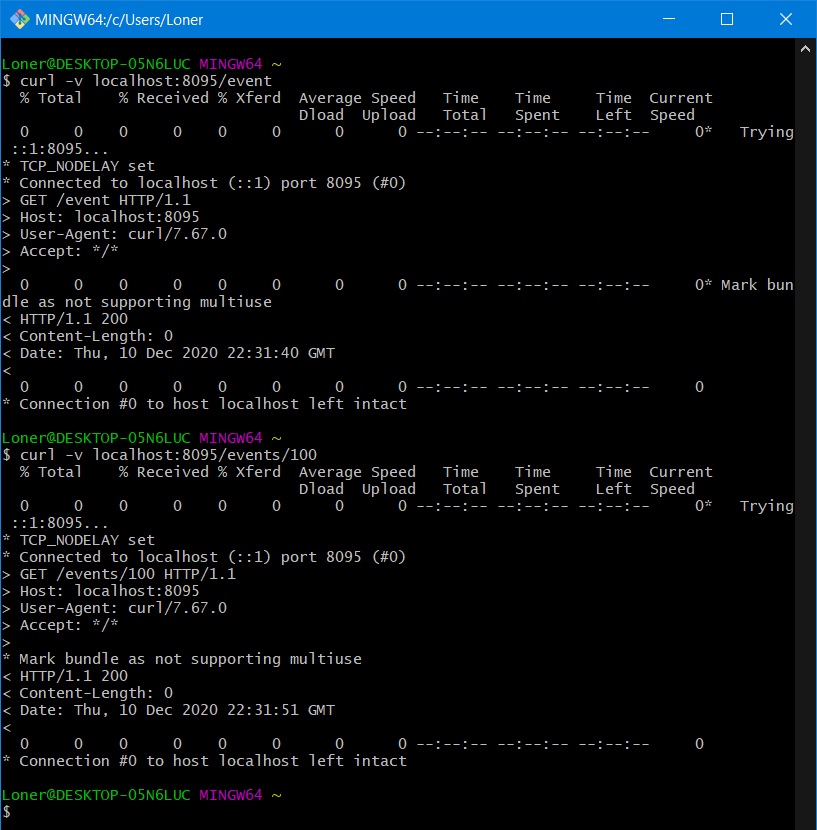 MINGW64:/c/Users/Loner
Loner@DESKTOP-O5N6LUC MINGW64 ~
$ curl -v localhost:8095/event
  % Total    % Received % Xferd  Average Speed   Time    Time     Time  Current
                                 Dload  Upload   Total   Spent    Left  Speed
  0     0    0     0    0     0      0      0 --:--:-- --:--:-- --:--:--     0*   Trying
 ::1:8095...
* TCP_NODELAY set
* Connected to localhost (::1) port 8095 (#0)
> GET /event HTTP/1.1
> Host: localhost:8095
> User-Agent: curl/7.67.0
> Accept: */*
>
  0     0    0     0    0     0      0      0 --:--:-- --:--:-- --:--:--     0* Mark bun
dle as not supporting multiuse
< HTTP/1.1 200
< Content-Length: 0
< Date: Thu, 10 Dec 2020 22:31:40 GMT
<
  0     0    0     0    0     0      0      0 --:--:-- --:--:-- --:--:--     0
* Connection #0 to host localhost left intact
Loner@DESKTOP-O5N6LUC MINGW64 ~
$ curl -v localhost:8095/events/100
  % Total    % Received % Xferd  Average Speed   Time    Time     Time  Current
                                 Dload  Upload   Total   Spent    Left  Speed
  0     0    0     0    0     0      0      0 --:--:-- --:--:-- --:--:--     0*   Trying
 ::1:8095...
* TCP_NODELAY set
* Connected to localhost (::1) port 8095 (#0)
> GET /events/100 HTTP/1.1
> Host: localhost:8095
> User-Agent: curl/7.67.0
> Accept: */*
>
* Mark bundle as not supporting multiuse
< HTTP/1.1 200
< Content-Length: 0
< Date: Thu, 10 Dec 2020 22:31:51 GMT
<
  0     0    0     0    0     0      0      0 --:--:-- --:--:-- --:--:--     0
* Connection #0 to host localhost left intact
Loner@DESKTOP-O5N6LUC MINGW64 ~
$